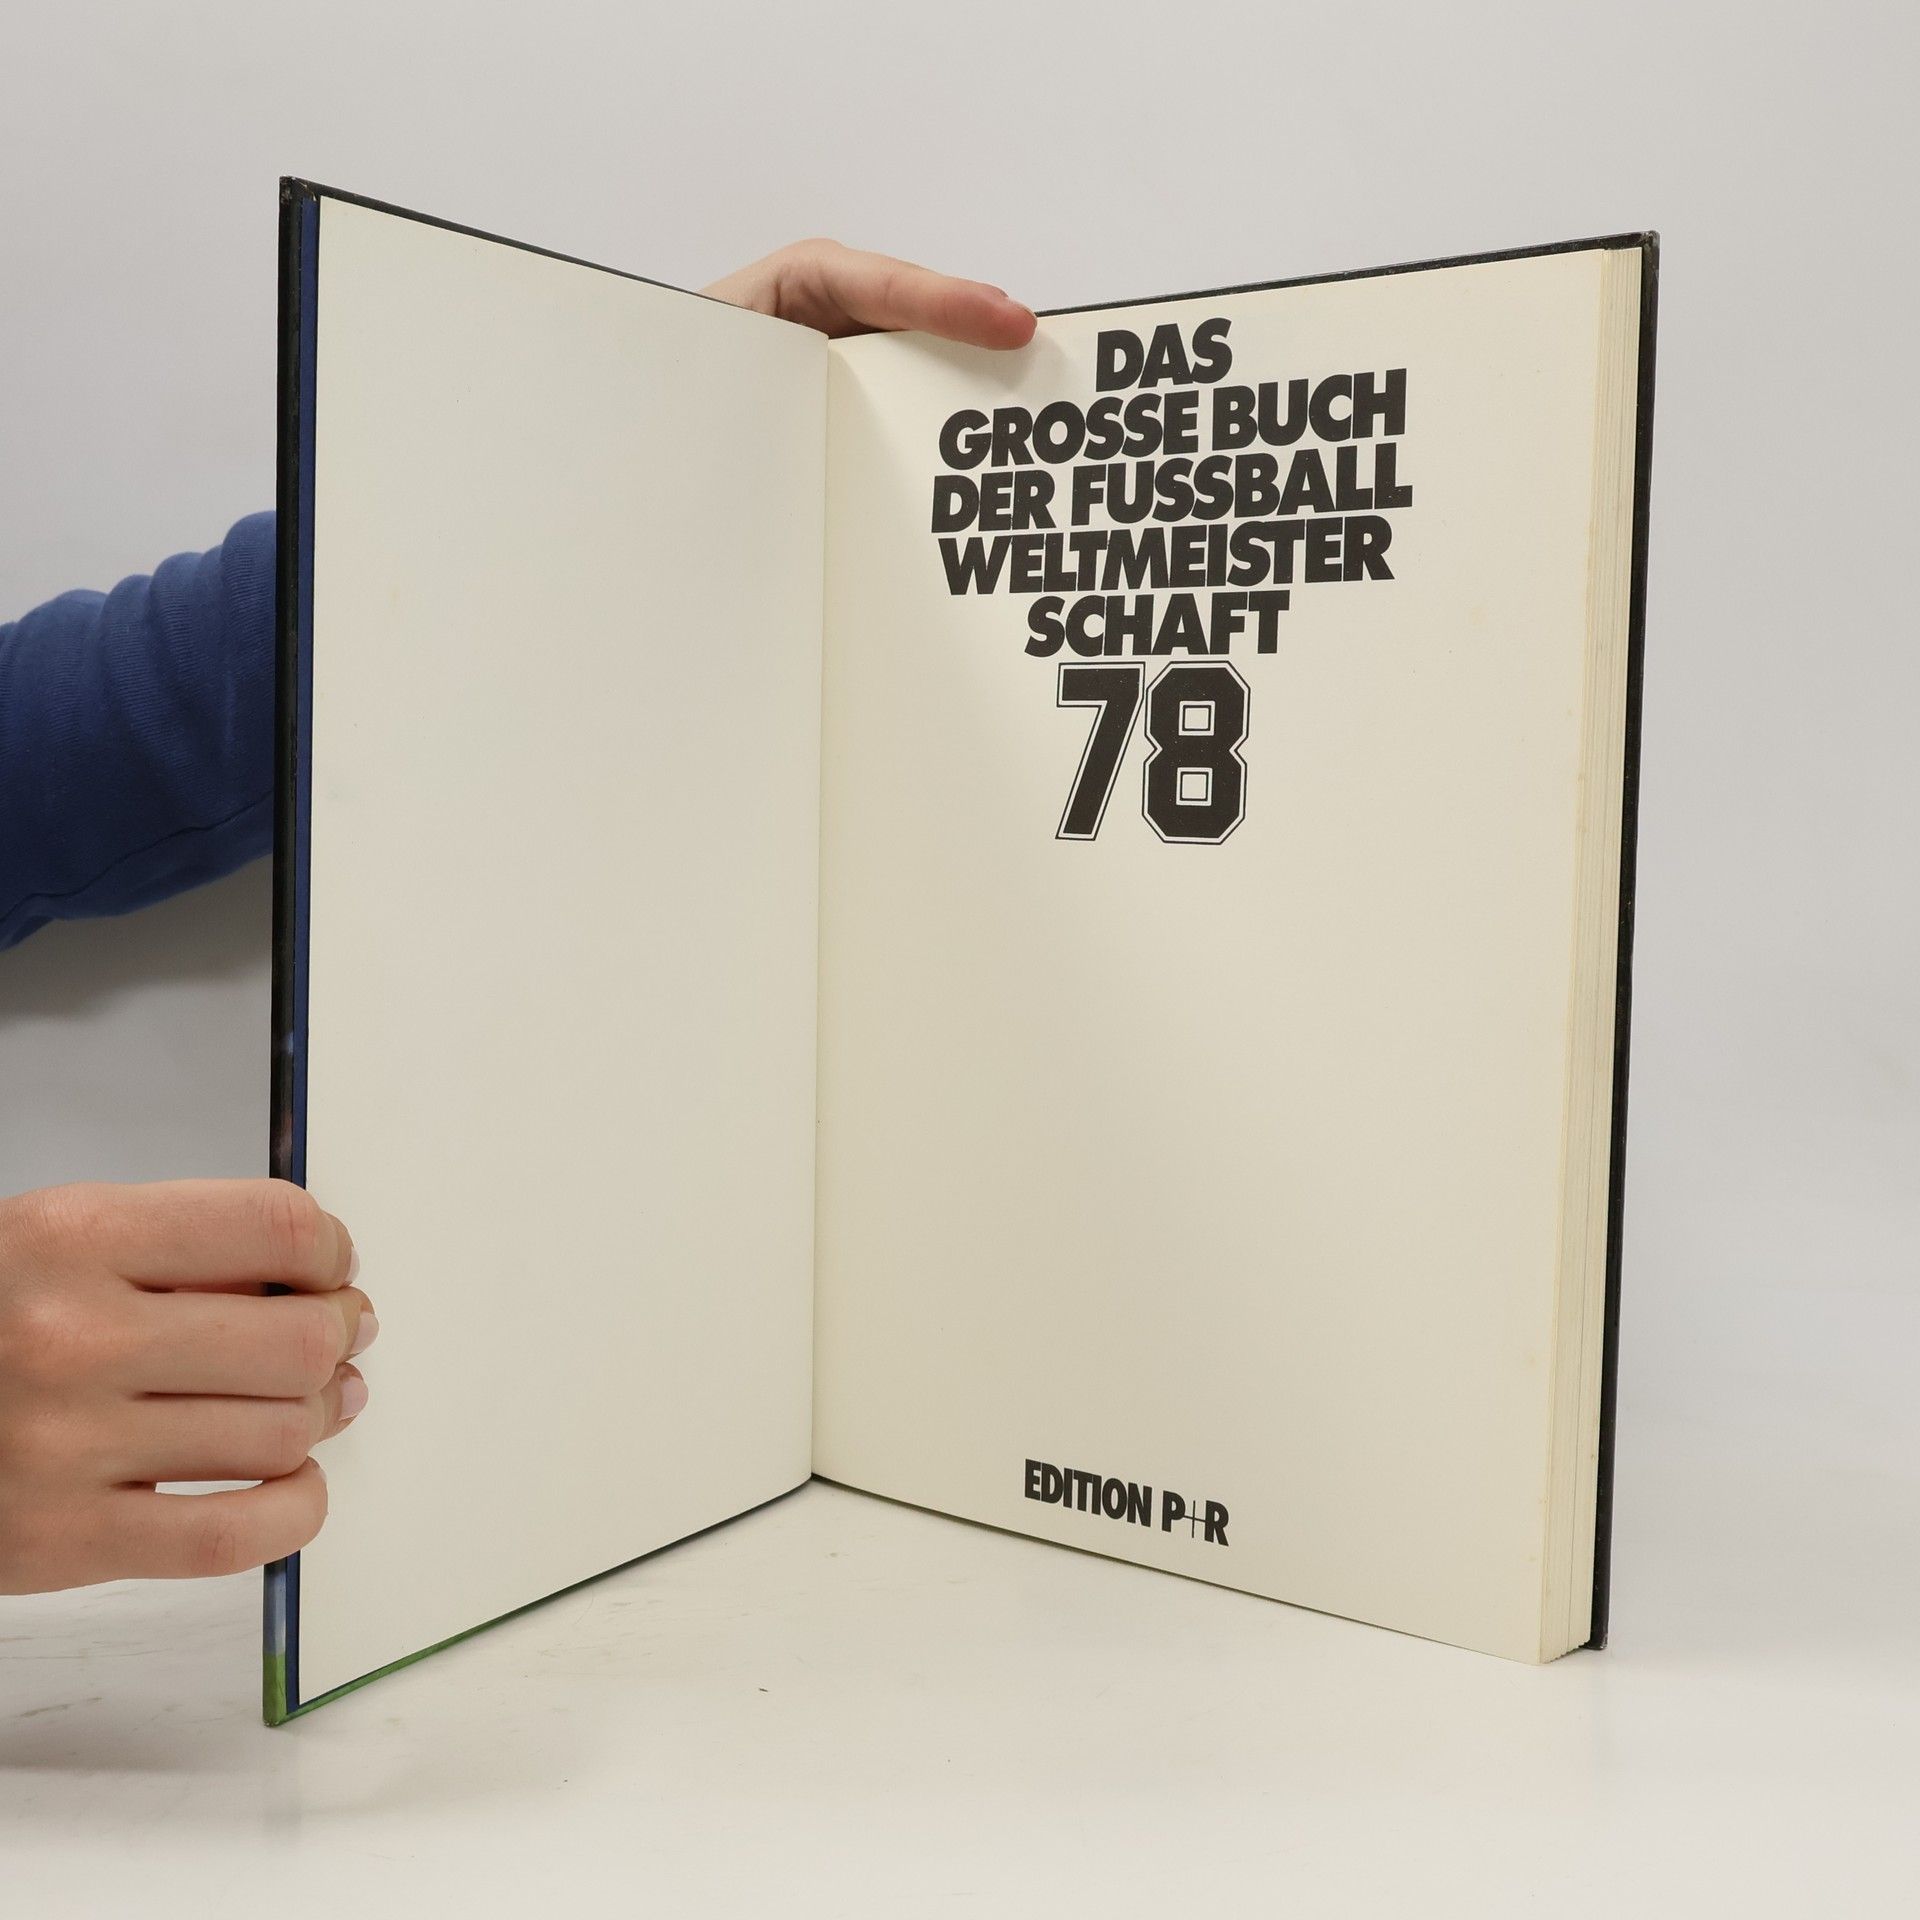 DAS
GROSSE BUCH
DER FUSSBALL
WELTMEISTER
SCHAFT
78
EDITION P+R